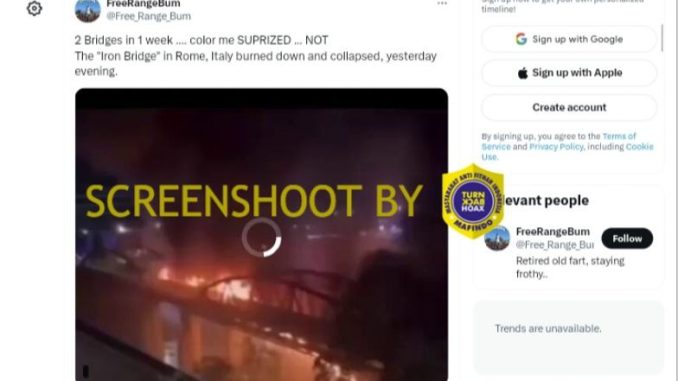 FreeRangeBum
@Free_Range_Bum
2 Bridges in 1 week .... color me SUPRIZED ... NOT
The "Iron Bridge" in Rome, Italy burned down and collapsed, yesterday
evening.
SCREENSHOOT BY
MASYARAKAT ANTI FITNAH INDONESIA
TURN
BACK
HOAX
MAFINDO
timeline!
Sign up with Google
Sign up with Apple
Create account
By signing up, you agree to the Terms of
Service and Privacy Policy, including Cookie
Use.
evant people
FreeRangeBum
@Free_Range_Bu
Follow
Retired old fart, staying
frothy..
Trends are unavailable.